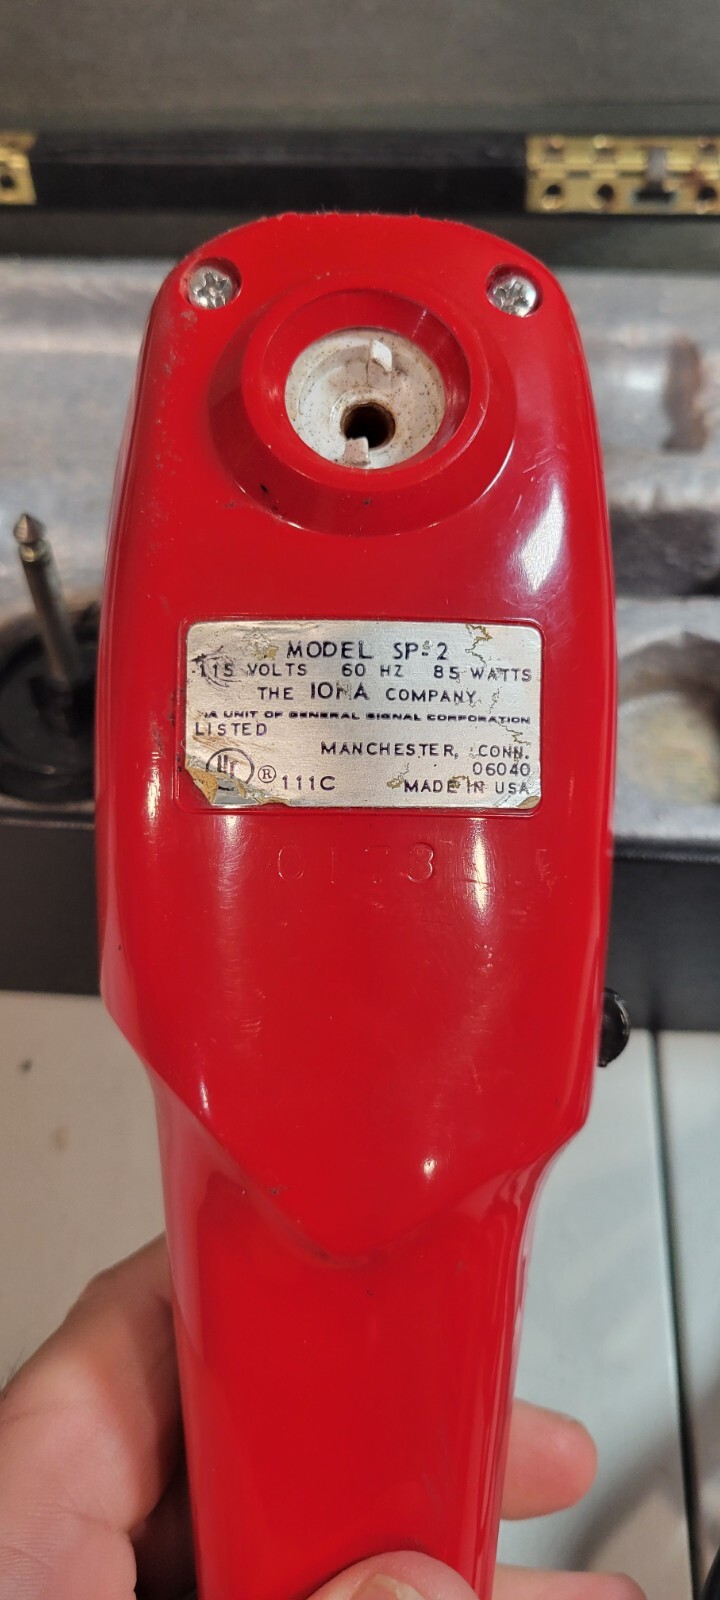 MODEL SP-2
115 VOLTS 60 HZ 85 WATTS
THE IONA COMPANY
A UNIT OF GENERAL SIGNAL CORPORATION
LISTED
MANCHESTER, CONN.
06040
UL ® 111C MADE IN USA